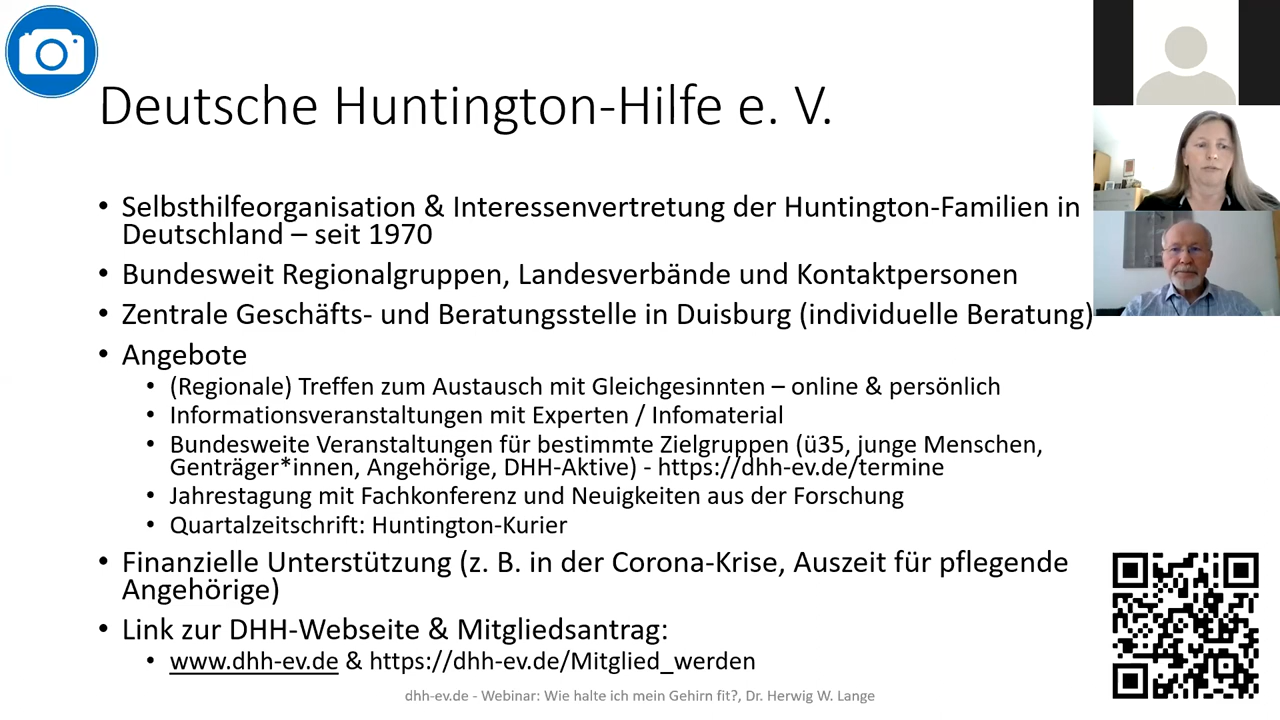 Deutsche Huntington-Hilfe e. V.
• Selbsthilfeorganisation & Interessenvertretung der Huntington-Familien in
Deutschland – seit 1970
• Bundesweit Regionalgruppen, Landesverbände und Kontaktpersonen
• Zentrale Geschäfts- und Beratungsstelle in Duisburg (individuelle Beratung)
• Angebote
• (Regionale) Treffen zum Austausch mit Gleichgesinnten – online & persönlich
• Informationsveranstaltungen mit Experten / Infomaterial
• Bundesweite Veranstaltungen für bestimmte Zielgruppen (ü35, junge Menschen,
Genträger*innen, Angehörige, DHH-Aktive) - https://dhh-ev.de/termine
• Jahrestagung mit Fachkonferenz und Neuigkeiten aus der Forschung
• Quartalzeitschrift: Huntington-Kurier
• Finanzielle Unterstützung (z. B. in der Corona-Krise, Auszeit für pflegende
Angehörige)
• Link zur DHH-Webseite & Mitgliedsantrag:
• www.dhh-ev.de & https://dhh-ev.de/Mitglied_werden
dhh-ev.de - Webinar: Wie halte ich mein Gehirn fit?, Dr. Herwig W. Lange